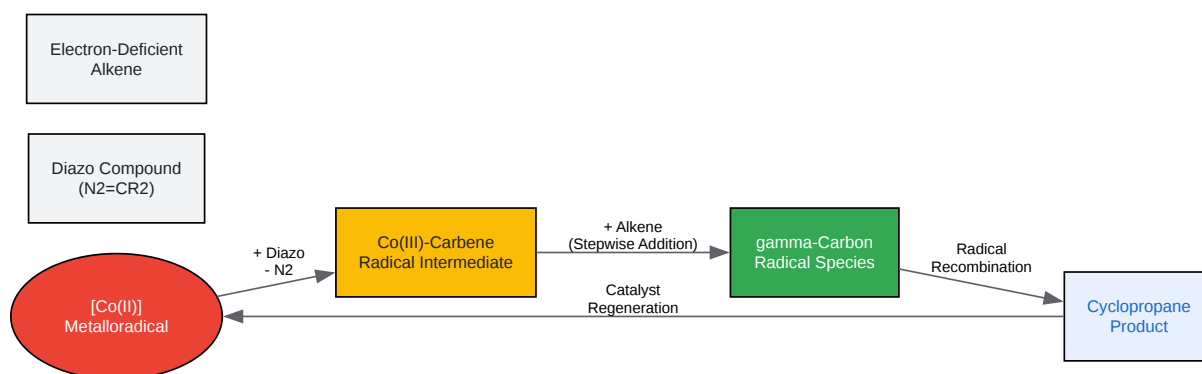 Electron-Deficient
Alkene
Diazo Compound
(N2=CR2)
[Co(II)]
Metalloradical
+ Diazo
- N2
Co(III)-Carbene
Radical Intermediate
+ Alkene
(Stepwise Addition)
gamma-Carbon
Radical Species
Radical
Recombination
Cyclopropane
Product
Catalyst
Regeneration